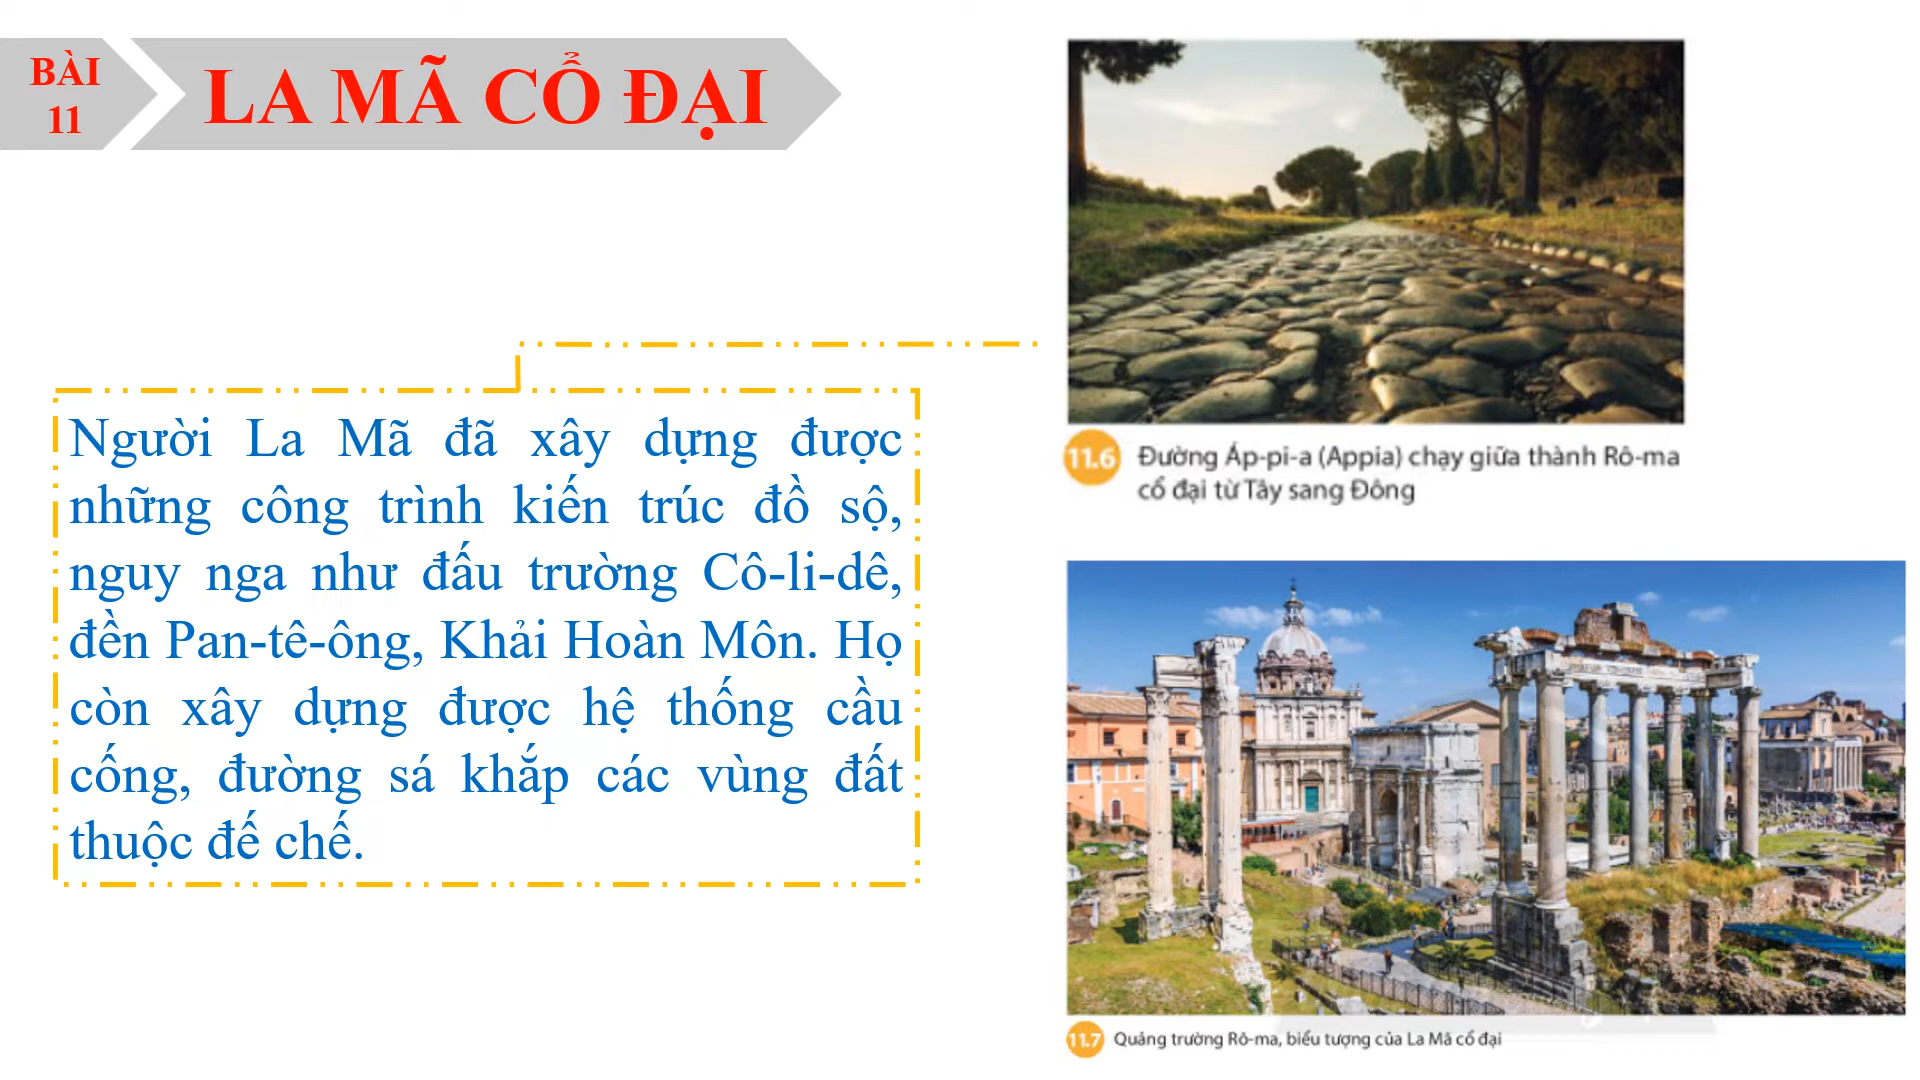 BÀI
11
LA MÃ CỔ ĐẠI
Người La Mã đã xây dựng được
những công trình kiến trúc đồ sộ,
nguy nga như đấu trường Cô-li-dê,
đền Pan-tê-ông, Khải Hoàn Môn. Họ
còn xây dựng được hệ thống cầu
cống, đường sá khắp các vùng đất
thuộc đế chế.
11.6 Đường Áp-pi-a (Appia) chạy giữa thành Rô-ma
cổ đại từ Tây sang Đông
11.7 Quảng trường Rô-ma, biểu tượng của La Mã cổ đại